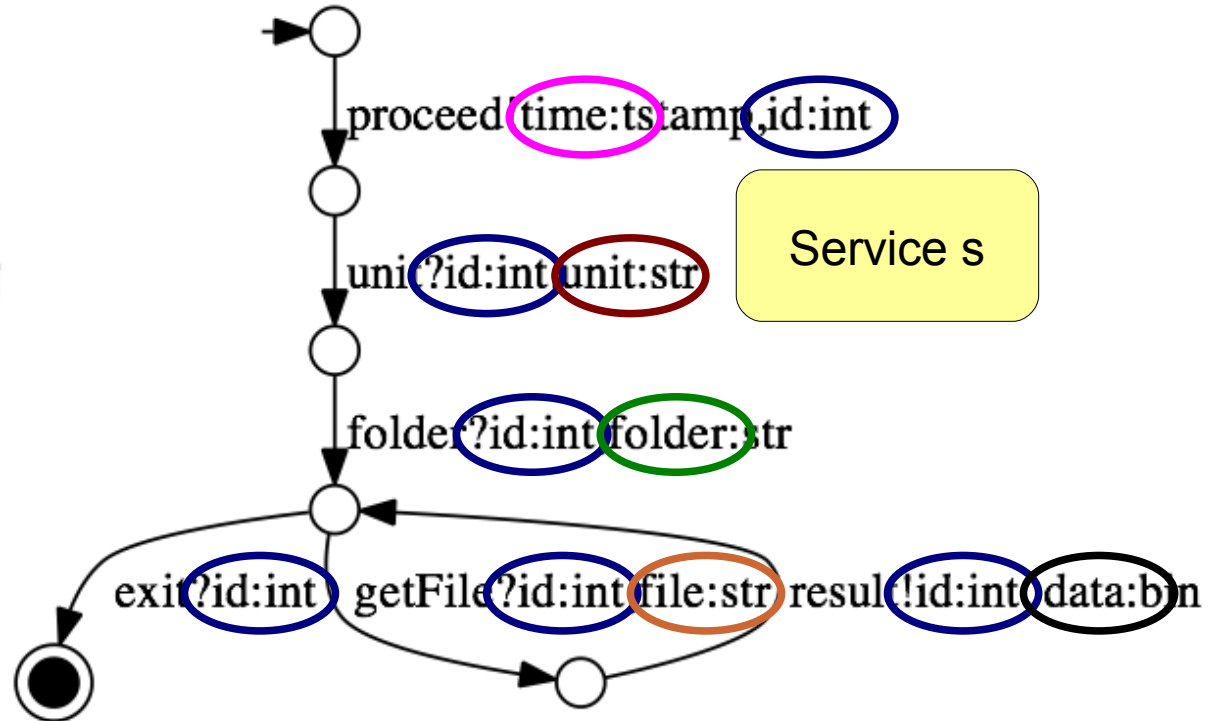 proceed!time:tstamp,id:int
Service s
unit?id:int,unit:str
folder?id:int,folder:str
exit?id:int getFile?id:int,file:str result!id:int,data:bin